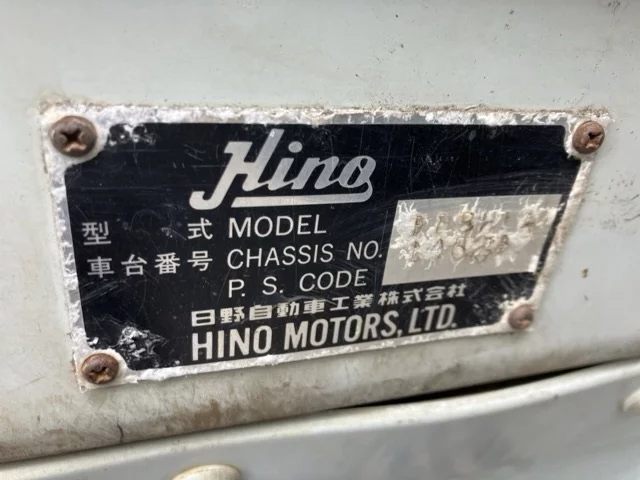 Hino
型 式 MODEL
車台番号 CHASSIS NO.
P. S. CODE
日野自動車工業株式会社
HINO MOTORS, LTD.